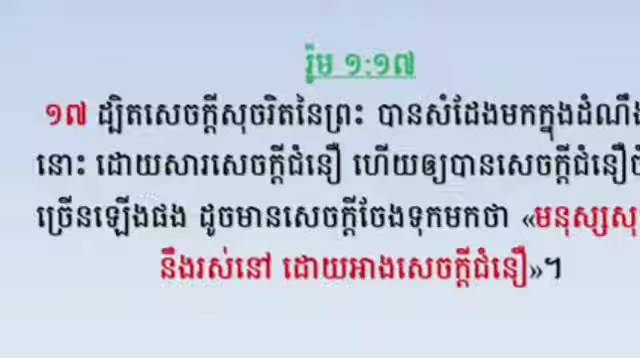 រ៉ូម ១:១៧
១៧ ដ្បិតសេចក្ដីសុចរិតនៃព្រះ បានសំដែងមកក្នុងដំណឹង
នោះ ដោយសារសេចក្ដីជំនឿ ហើយឲ្យបានសេចក្ដីជំនឿ
ច្រើនឡើងផង ដូចមានសេចក្ដីចែងទុកមកថា «មនុស្សសុ
នឹងរស់នៅ ដោយអាងសេចក្ដីជំនឿ»។